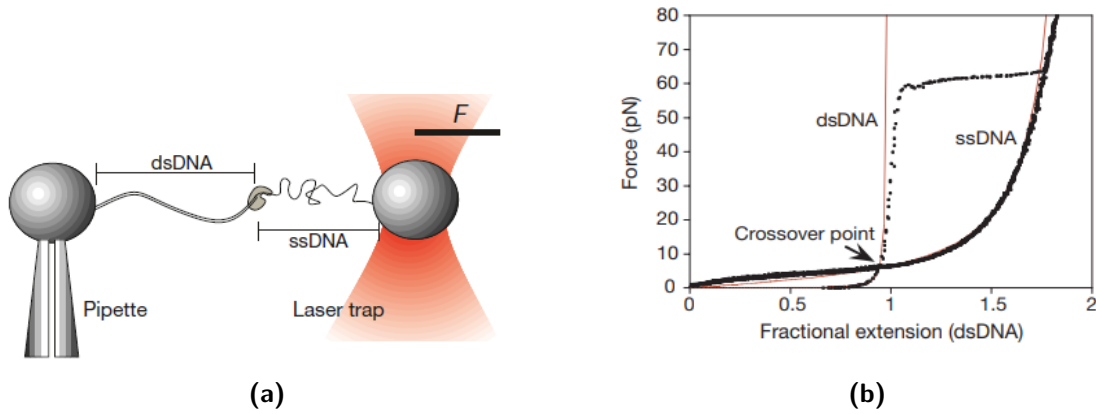 F
dsDNA
ssDNA
Pipette
Laser trap
(a)
80
70
60
50
40
30
20
10
0
Force (pN)
dsDNA
ssDNA
Crossover point
0
0.5
1
1.5
2
Fractional extension (dsDNA)
(b)